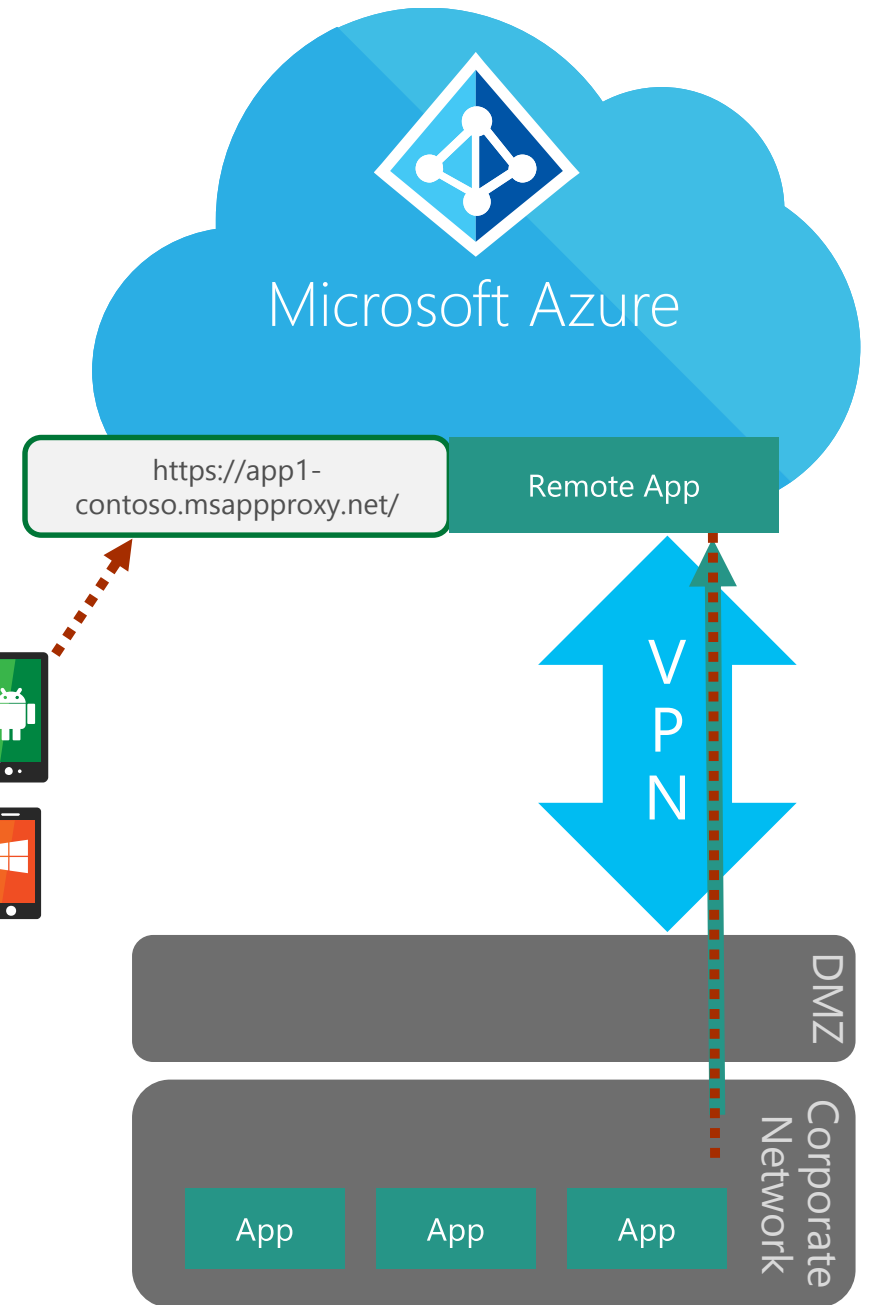 Microsoft Azure
https://app1-
contoso.msappproxy.net/
Remote App
V
P
N
DMZ
Corporate
Network
App
App
App